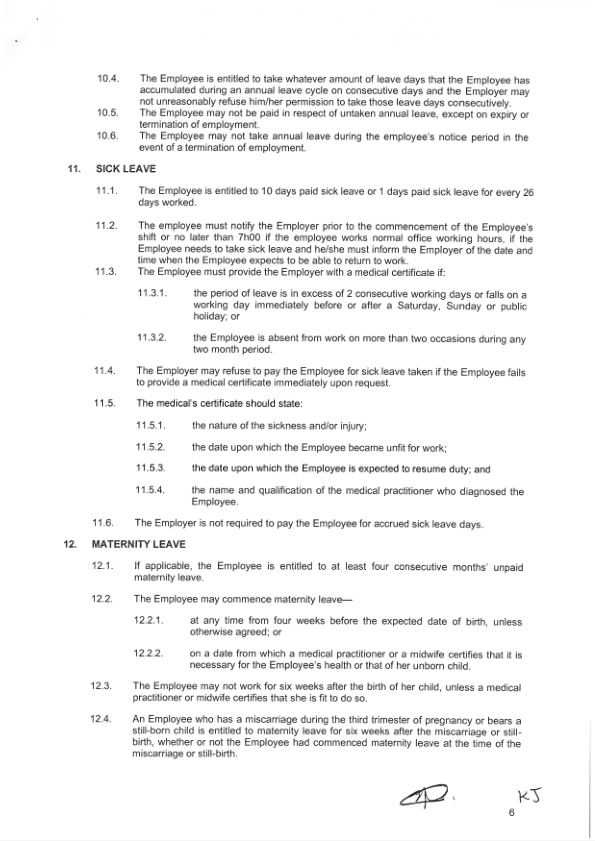 10.4. The Employee is entitled to take whatever amount of leave days that the Employee has
accumulated during an annual leave cycle on consecutive days and the Employer may
not unreasonably refuse him/her permission to take those leave days consecutively.
10.5. The Employee may not be paid in respect of untaken annual leave, except on expiry or
termination of employment.
10.6. The Employee may not take annual leave during the employee's notice period in the
event of a termination of employment.
11. SICK LEAVE
11.1. The Employee is entitled to 10 days paid sick leave or 1 days paid sick leave for every 26
days worked.
11.2. The employee must notify the Employer prior to the commencement of the Employee's
shift or no later than 7h00 if the employee works normal office working hours, if the
Employee needs to take sick leave and he/she must inform the Employer of the date and
time when the Employee expects to be able to return to work.
11.3. The Employee must provide the Employer with a medical certificate if:
11.3.1. the period of leave is in excess of 2 consecutive working days or falls on a
working day immediately before or after a Saturday, Sunday or public
holiday; or
11.3.2. the Employee is absent from work on more than two occasions during any
two month period.
11.4. The Employer may refuse to pay the Employee for sick leave taken if the Employee fails
to provide a medical certificate immediately upon request.
11.5. The medical's certificate should state:
11.5.1. the nature of the sickness and/or injury;
11.5.2. the date upon which the Employee became unfit for work;
11.5.3. the date upon which the Employee is expected to resume duty; and
11.5.4. the name and qualification of the medical practitioner who diagnosed the
Employee.
11.6. The Employer is not required to pay the Employee for accrued sick leave days.
12. MATERNITY LEAVE
12.1. If applicable, the Employee is entitled to at least four consecutive months' unpaid
maternity leave.
12.2. The Employee may commence maternity leave—
12.2.1. at any time from four weeks before the expected date of birth, unless
otherwise agreed; or
12.2.2. on a date from which a medical practitioner or a midwife certifies that it is
necessary for the Employee's health or that of her unborn child.
12.3. The Employee may not work for six weeks after the birth of her child, unless a medical
practitioner or midwife certifies that she is fit to do so.
12.4. An Employee who has a miscarriage during the third trimester of pregnancy or bears a
still-born child is entitled to maternity leave for six weeks after the miscarriage or still-
birth, whether or not the Employee had commenced maternity leave at the time of the
miscarriage or still-birth.
KJ
6